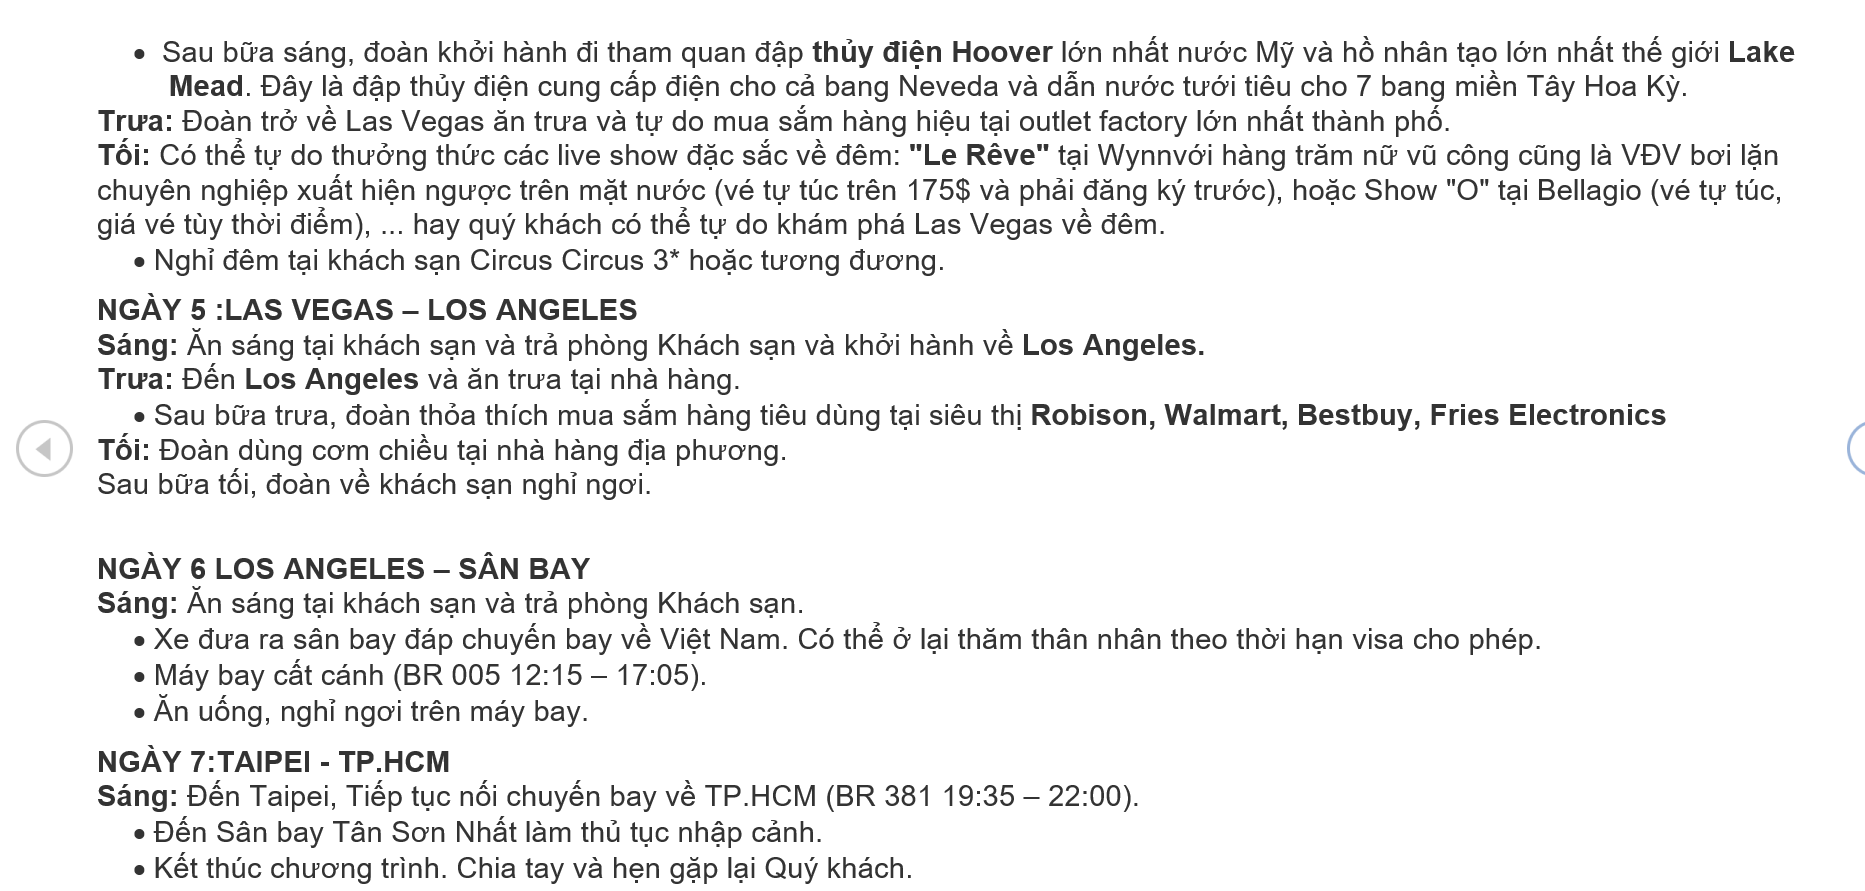 • Sau bữa sáng, đoàn khởi hành đi tham quan đập thủy điện Hoover lớn nhất nước Mỹ và hồ nhân tạo lớn nhất thế giới Lake
Mead. Đây là đập thủy điện cung cấp điện cho cả bang Neveda và dẫn nước tưới tiêu cho 7 bang miền Tây Hoa Kỳ.
Trưa: Đoàn trở về Las Vegas ăn trưa và tự do mua sắm hàng hiệu tại outlet factory lớn nhất thành phố.
Tối: Có thể tự do thưởng thức các live show đặc sắc về đêm: "Le Rêve" tại Wynnvới hàng trăm nữ vũ công cũng là VĐV bơi lặn
chuyên nghiệp xuất hiện ngược trên mặt nước (vé tự túc trên 175$ và phải đăng ký trước), hoặc Show "O" tại Bellagio (vé tự túc,
giá vé tùy thời điểm), ... hay quý khách có thể tự do khám phá Las Vegas về đêm.
• Nghỉ đêm tại khách sạn Circus Circus 3* hoặc tương đương.
NGÀY 5 :LAS VEGAS – LOS ANGELES
Sáng: Ăn sáng tại khách sạn và trả phòng Khách sạn và khởi hành về Los Angeles.
Trưa: Đến Los Angeles và ăn trưa tại nhà hàng.
• Sau bữa trưa, đoàn thỏa thích mua sắm hàng tiêu dùng tại siêu thị Robison, Walmart, Bestbuy, Fries Electronics
Tối: Đoàn dùng cơm chiều tại nhà hàng địa phương.
Sau bữa tối, đoàn về khách sạn nghỉ ngơi.
NGÀY 6 LOS ANGELES – SÂN BAY
Sáng: Ăn sáng tại khách sạn và trả phòng Khách sạn.
• Xe đưa ra sân bay đáp chuyến bay về Việt Nam. Có thể ở lại thăm thân nhân theo thời hạn visa cho phép.
• Máy bay cất cánh (BR 005 12:15 – 17:05).
• Ăn uống, nghỉ ngơi trên máy bay.
NGÀY 7:TAIPEI - TP.HCM
Sáng: Đến Taipei, Tiếp tục nối chuyến bay về TP.HCM (BR 381 19:35 – 22:00).
• Đến Sân bay Tân Sơn Nhất làm thủ tục nhập cảnh.
• Kết thúc chương trình. Chia tay và hẹn gặp lại Quý khách.